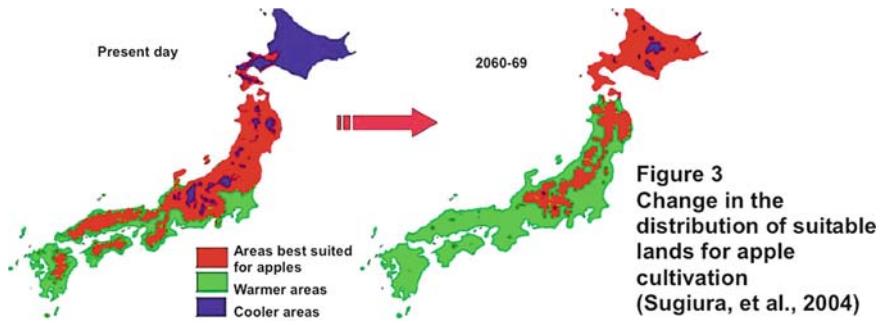 Present day
2060-69
Areas best suited
for apples
Warmer areas
Cooler areas
Figure 3
Change in the
distribution of suitable
lands for apple
cultivation
(Sugiura, et al., 2004)